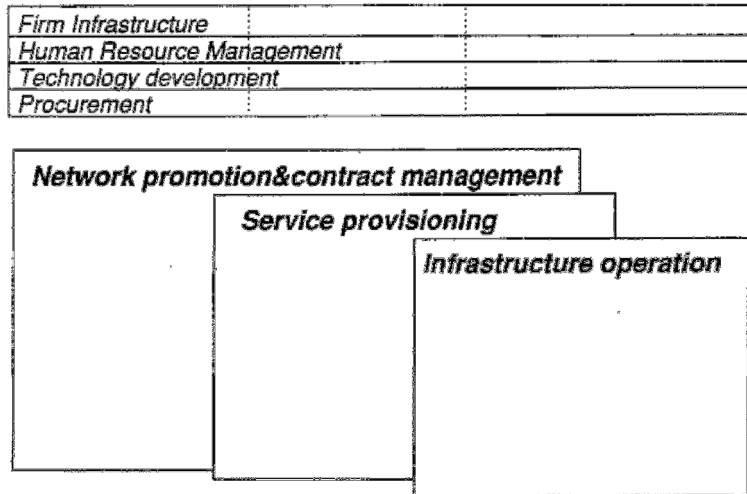 Firm Infrastructure
Human Resource Management
Technology development
Procurement
Network promotion&contract management
Service provisioning
Infrastructure operation